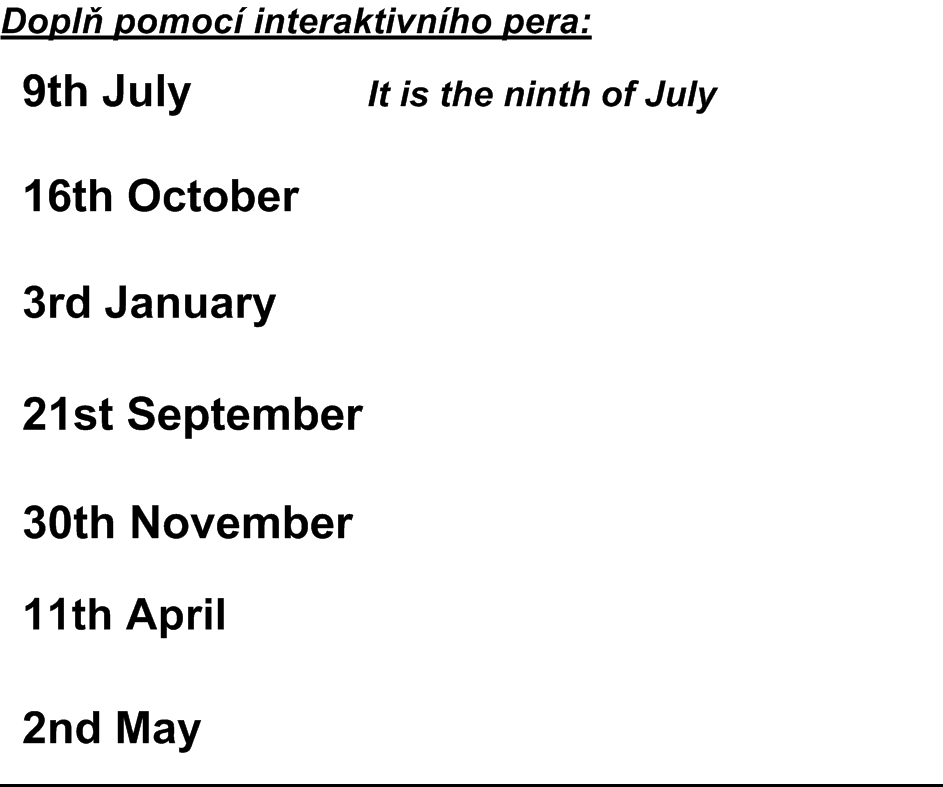 Doplň pomocí interaktivního pera:
9th July It is the ninth of July
16th October
3rd January
21st September
30th November
11th April
2nd May